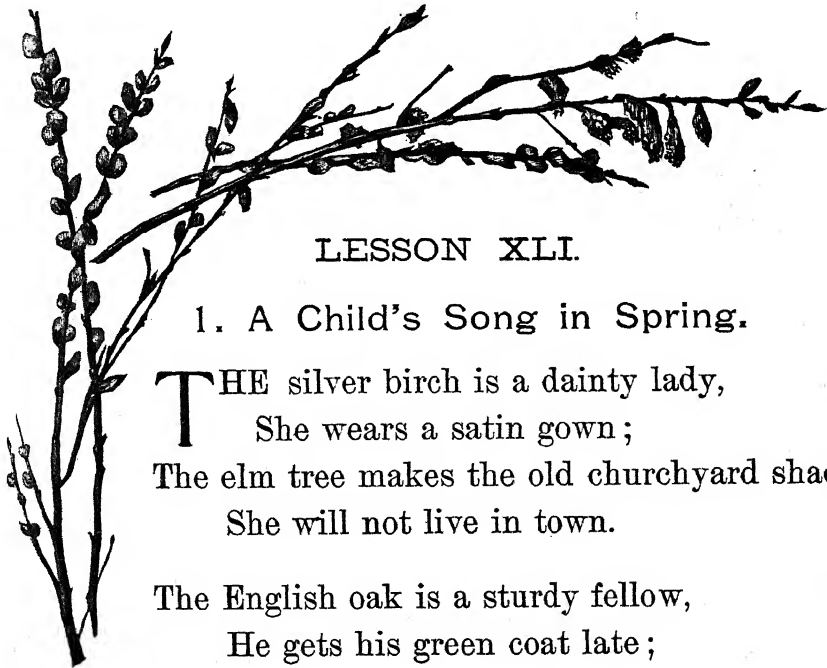 LESSON XLI.
1. A Child's Song in Spring.
THE silver birch is a dainty lady,
She wears a satin gown;
The elm tree makes the old churchyard
She will not live in town.
The English oak is a sturdy fellow,
He gets his green coat late;